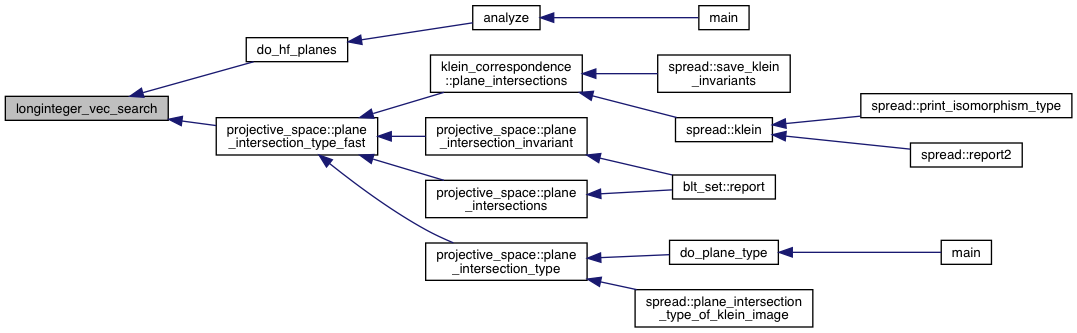 longinteger_vec_search
do_hf_planes
analyze
main
projective_space::plane
_intersection_type_fast
klein_correspondence
::plane_intersections
spread::save_klein
_invariants
spread::klein
spread::print_isomorphism_type
spread::report2
projective_space::plane
_intersection_invariant
blt_set::report
projective_space::plane
_intersections
projective_space::plane
_intersection_type
do_plane_type
main
spread::plane_intersection
_type_of_klein_image